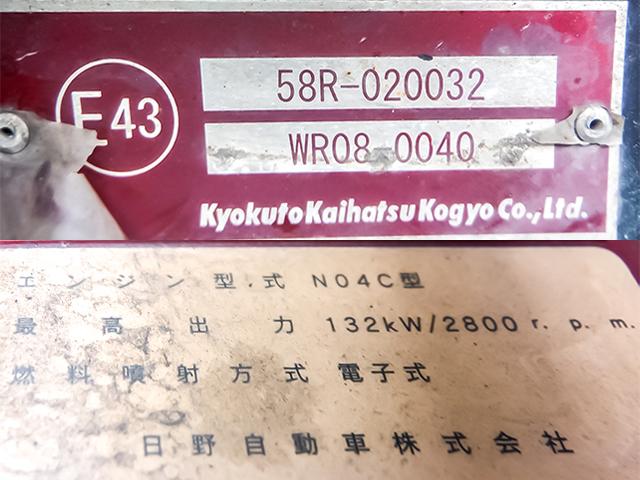 E43
58R-020032
WR08 0040
Kyokuto Kaihatsu Kogyo Co., Ltd.
エンジン型式 N04C型
最高出力 132kW/2800 r.p.m.
燃料噴射方式 電子式
日野自動車株式会社